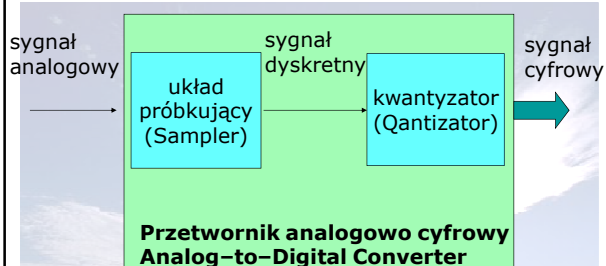 sygnał
analogowy
układ
próbkujący
(Sampler)
sygnał
dyskretny
kwantyzator
(Qantizator)
sygnał
cyfrowy
Przetwornik analogowo cyfrowy
Analog–to–Digital Converter